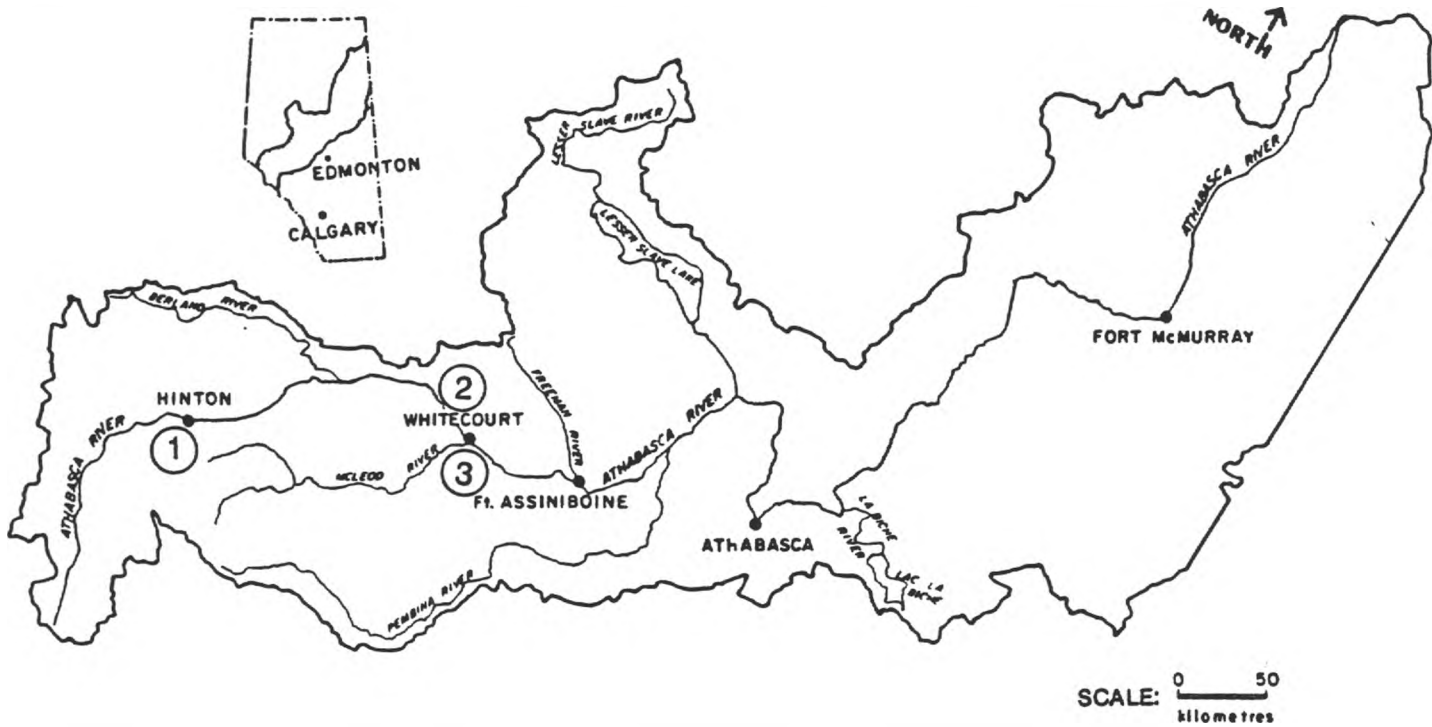 NORTH
EDMONTON
CALGARY
LESSER SLAVE RIVER
LESSER SLAVE LAKE
ATHABASCA RIVER
BERLAND RIVER
FORT McMURRAY
HINTON
2
FREEMAN RIVER
WHITECOURT
1
ATHABASCA RIVER
MCLEOD RIVER
3
ATHABASCA RIVER
Ft. ASSINIBOINE
ATHABASCA
LA BICHE RIVER
LAC LA BICHE
PEMBINA RIVER
SCALE: 0 50
kilometres